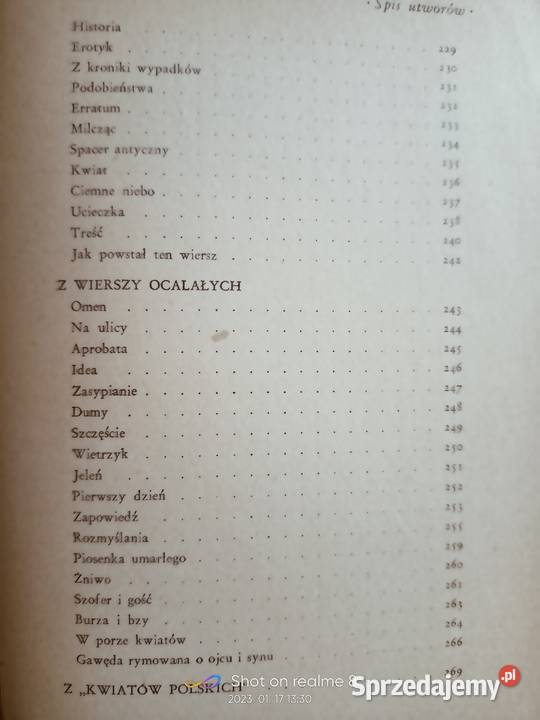 · Spis utworów ·
Historia . . . . . . . . . . . . 229
Erotyk . . . . . . . . . . . . 230
Z kroniki wypadków . . . . . . . . 231
Podobieństwa . . . . . . . . . . 232
Erratum . . . . . . . . . . . . 233
Milcząc . . . . . . . . . . . . 234
Spacer antyczny . . . . . . . . . 235
Kwiat . . . . . . . . . . . . 236
Ciemne niebo . . . . . . . . . . 237
Ucieczka . . . . . . . . . . . 238
Treść . . . . . . . . . . . . 240
Jak powstał ten wiersz . . . . . . . 242
Z WIERSZY OCALAŁYCH
Omen . . . . . . . . . . . . 243
Na ulicy . . . . . . . . . . . 244
Aprobata . . . . . . . . . . . 245
Idea . . . . . . . . . . . . 246
Zasypianie . . . . . . . . . . . 247
Dumy . . . . . . . . . . . . 248
Szczęście . . . . . . . . . . . 249
Wietrzyk . . . . . . . . . . . 250
Jeleń . . . . . . . . . . . . 251
Pierwszy dzień . . . . . . . . . 252
Zapowiedź . . . . . . . . . . . 253
Rozmyślania . . . . . . . . . . 255
Piosenka umarłego . . . . . . . . 259
Żniwo . . . . . . . . . . . . 260
Szofer i gość . . . . . . . . . . 261
Burza i bzy . . . . . . . . . . 263
W porze kwiatów . . . . . . . . . 264
Gawęda rymowana o ojcu i synu . . . . 266
Z „KWIATÓW POLSKICH” 269
Shot on realme 8
2023. 01. 17 13:30
Sprzedajemy.pl